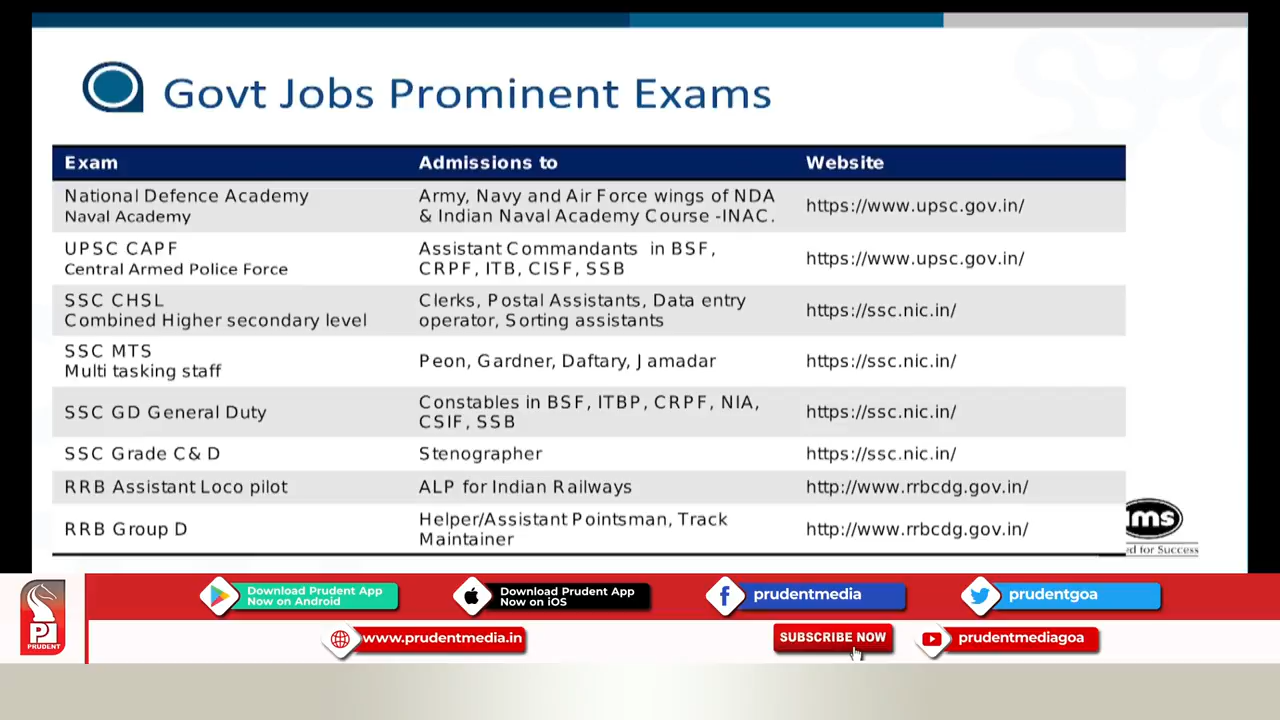 Govt Jobs Prominent Exams
Exam Admissions to Website
National Defence Academy
Naval Academy
Army, Navy and Air Force wings of NDA
& Indian Naval Academy Course -INAC.
https://www.upsc.gov.in/
UPSC CAPF
Central Armed Police Force
Assistant Commandants in BSF,
CRPF, ITB, CISF, SSB
https://www.upsc.gov.in/
SSC CHSL
Combined Higher secondary level
Clerks, Postal Assistants, Data entry
operator, Sorting assistants
https://ssc.nic.in/
SSC MTS
Multi tasking staff
Peon, Gardner, Daftary, Jamadar
https://ssc.nic.in/
SSC GD General Duty
Constables in BSF, ITBP, CRPF, NIA,
CSIF, SSB
https://ssc.nic.in/
SSC Grade C& D
Stenographer
https://ssc.nic.in/
RRB Assistant Loco pilot
ALP for Indian Railways
http://www.rrbcdg.gov.in/
RRB Group D
Helper/Assistant Pointsman, Track
Maintainer
http://www.rrbcdg.gov.in/
ims
ed for Success
PRUDENT
Download Prudent App
Now on Android
Download Prudent App
Now on iOS
prudentmedia
prudentgoa
www.prudentmedia.in
SUBSCRIBE NOW
prudentmediagoa